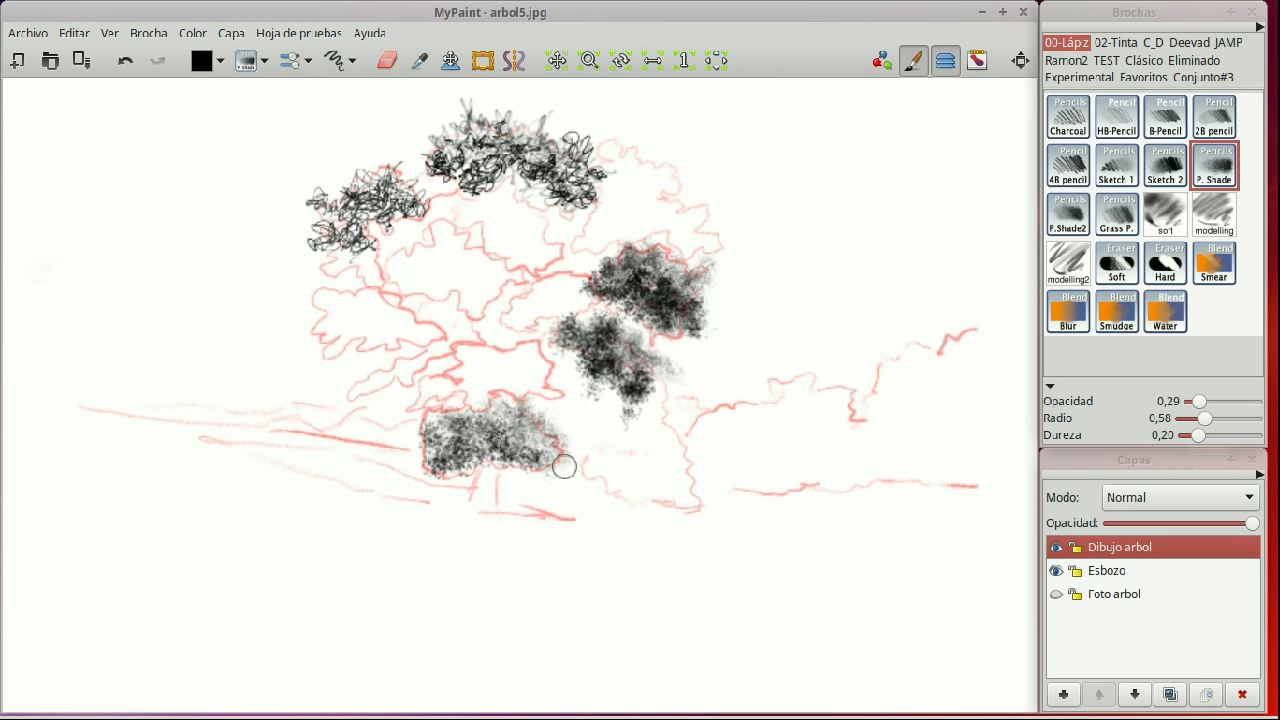 MyPaint - arbol5.jpg
Archivo Editar Ver Brocha Color Capa Hoja de pruebas Ayuda
Brochas
00-Lápiz 02-Tinta C_D Deevad JAMP
Ramon2 TEST Clásico Eliminado
Experimental Favoritos Conjunto#3
Pencils Pencil Pencil Pencil
Charcoal HB-Pencil B-Pencil 2B pencil
Pencils Pencils Pencils Pencils
4B pencil Sketch 1 Sketch 2 P. Shade
Pencils Pencils
P.Shade2 Grass P. soft modelling
Eraser Eraser Blend
modelling2 Soft Hard Smear
Blend Blend Blend
Blur Smudge Water
Opacidad 0,29
Radio 0,58
Dureza 0,20
Capas
Modo: Normal
Opacidad:
Dibujo arbol
Esbozo
Foto arbol